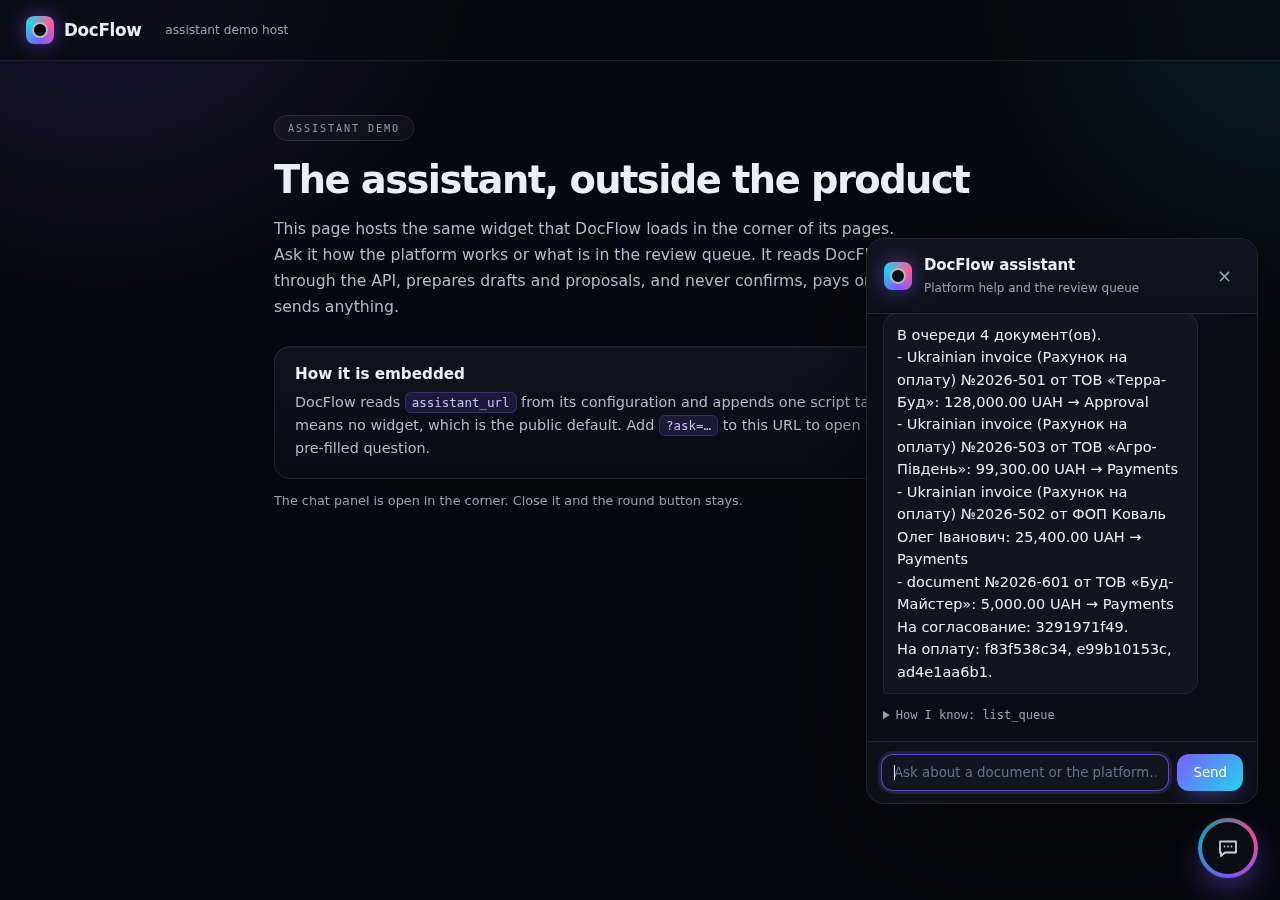 DocFlow
assistant demo host
ASSISTANT DEMO
The assistant, outside the product
This page hosts the same widget that DocFlow loads in the corner of its pages.
Ask it how the platform works or what is in the review queue. It reads DocFl
through the API, prepares drafts and proposals, and never confirms, pays or
sends anything.
How it is embedded
DocFlow reads assistant_url from its configuration and appends one script ta
means no widget, which is the public default. Add ?ask=… to this URL to open
pre-filled question.
The chat panel is open in the corner. Close it and the round button stays.
DocFlow assistant
Platform help and the review queue
×
В очереди 4 документ(ов).
- Ukrainian invoice (Рахунок на
оплату) №2026-501 от ТОВ «Терра-
Буд»: 128,000.00 UAH → Approval
- Ukrainian invoice (Рахунок на
оплату) №2026-503 от ТОВ «Агро-
Південь»: 99,300.00 UAH → Payments
- Ukrainian invoice (Рахунок на
оплату) №2026-502 от ФОП Коваль
Олег Іванович: 25,400.00 UAH →
Payments
- document №2026-601 от ТОВ «Буд-
Майстер»: 5,000.00 UAH → Payments
На согласование: 3291971f49.
На оплату: f83f538c34, e99b10153c,
ad4e1aa6b1.
How I know: list_queue
Ask about a document or the platform..
Send